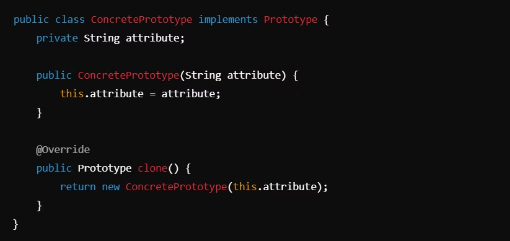 public class ConcretePrototype implements Prototype {
    private String attribute;

    public ConcretePrototype(String attribute) {
        this.attribute = attribute;
    }

    @Override
    public Prototype clone() {
        return new ConcretePrototype(this.attribute);
    }
}